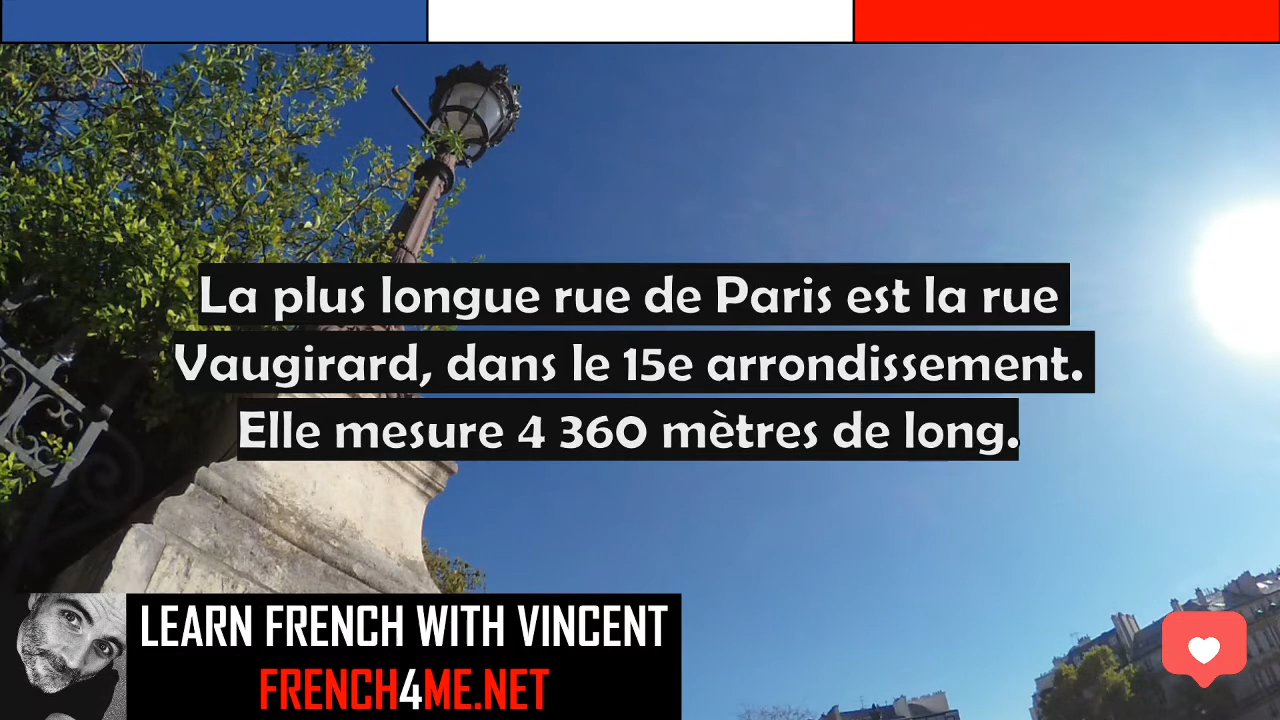 La plus longue rue de Paris est la rue
Vaugirard, dans le 15e arrondissement.
Elle mesure 4 360 mètres de long.
LEARN FRENCH WITH VINCENT
FRENCH4ME.NET